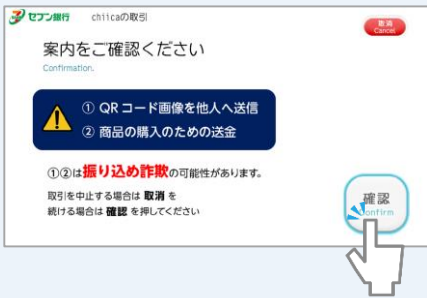 セブン銀行 chiicaの取引
取消
Cancel
案内をご確認ください
Confirmation.
① QRコード画像を他人へ送信
② 商品の購入のための送金
①②は振り込め詐欺の可能性があります。
取引を中止する場合は 取消 を
続ける場合は 確認 を押してください
確認
Confirm